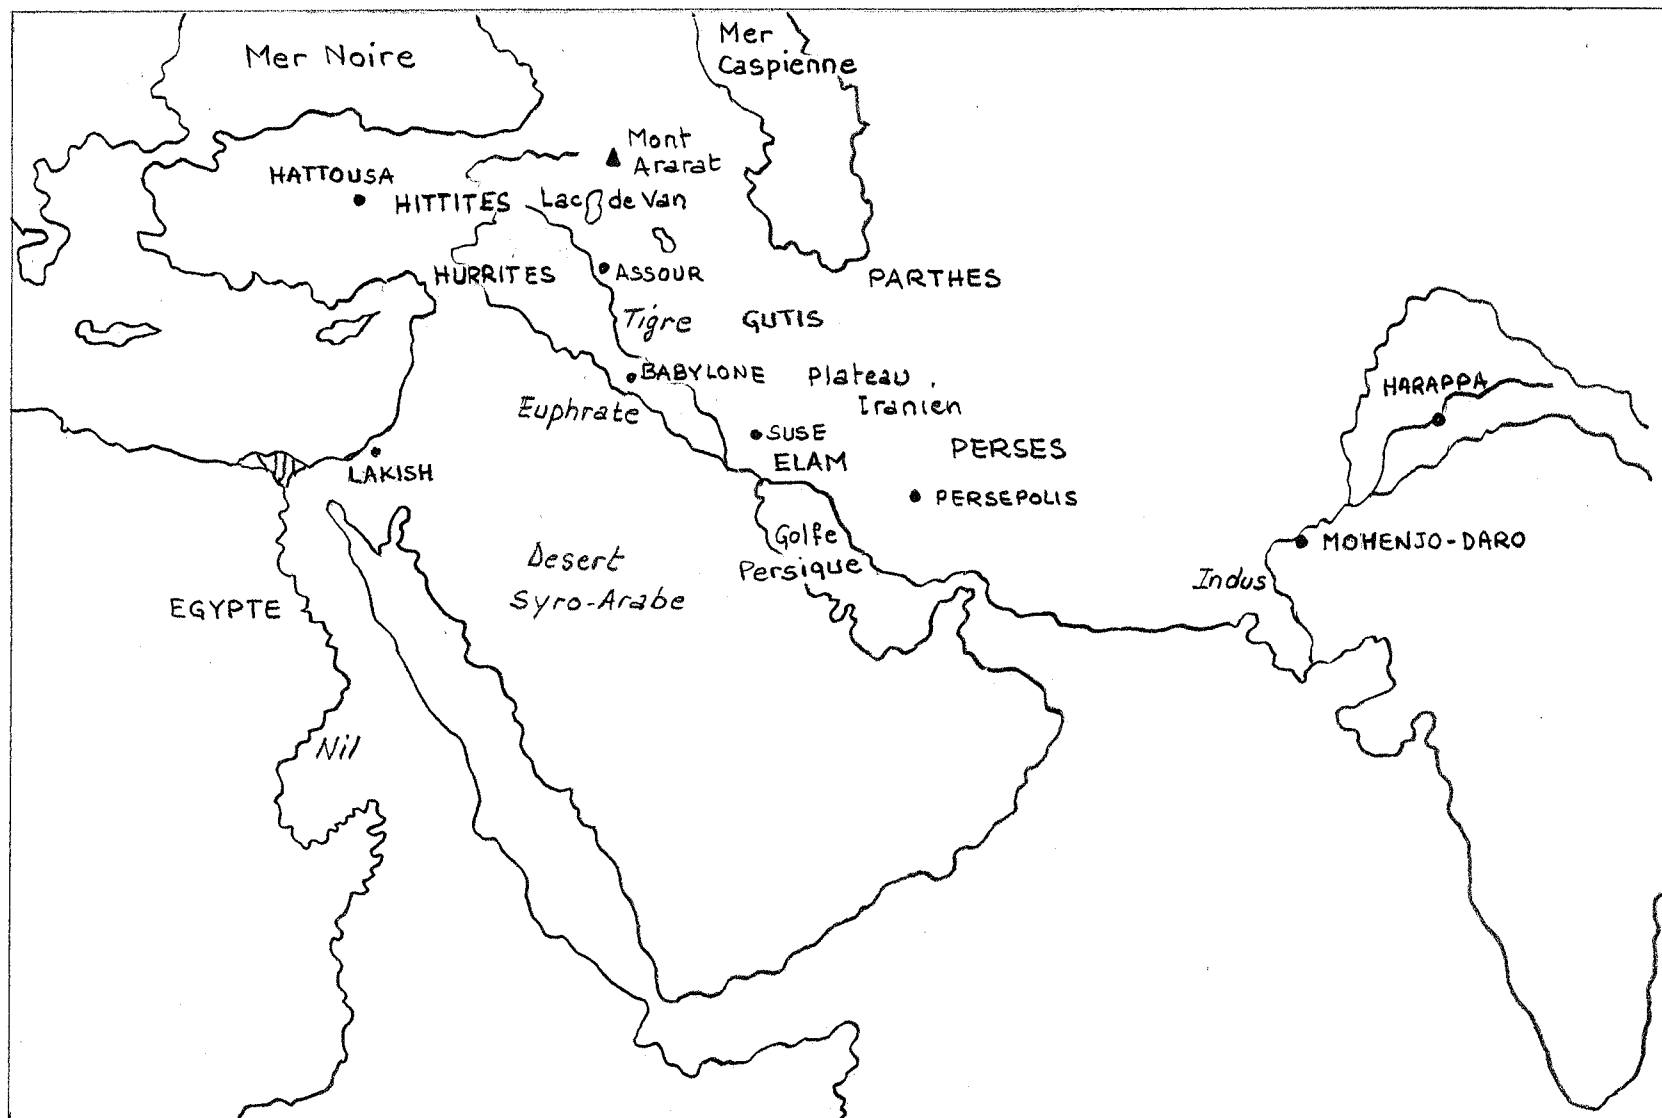 Mer Noire
Mer
Caspienne
Mont
Ararat
HATTOUSA
HITTITES
Lac de Van
HURRITES
ASSOUR
PARTHES
Tigre
GUTIS
BABYLONE
Plateau
Iranien
HARAPPA
Euphrate
SUSE
ELAM
PERSES
LAKISH
PERSEPOLIS
Golfe
Persique
MOHENJO-DARO
Desert
Syro-Arabe
Indus
EGYPTE
Nil